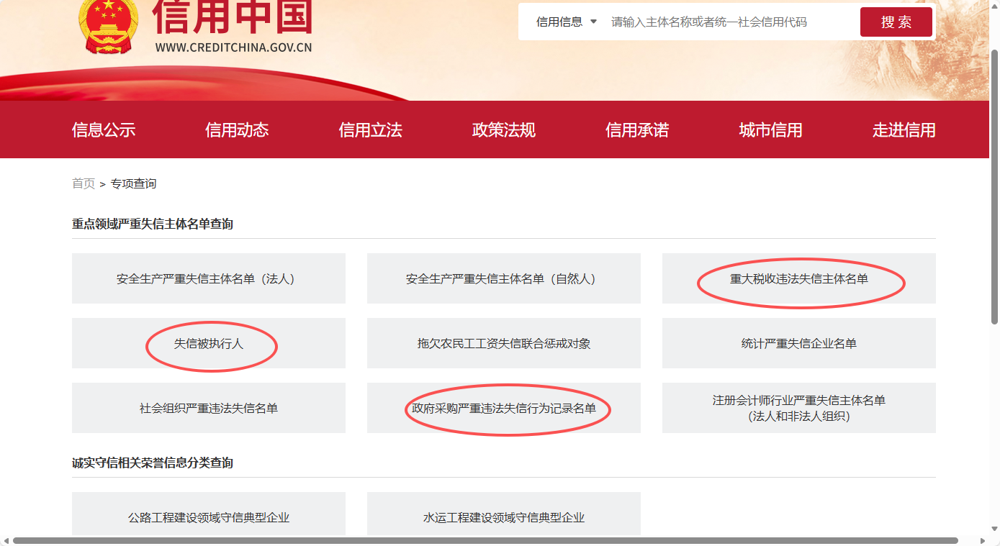 信用中国
WWW.CREDITCHINA.GOV.CN
信用信息 请输入主体名称或者统一社会信用代码 搜 索
信息公示 信用动态 信用立法 政策法规 信用承诺 城市信用 走进信用
首页 > 专项查询
重点领域严重失信主体名单查询
安全生产严重失信主体名单（法人） 安全生产严重失信主体名单（自然人） 重大税收违法失信主体名单
失信被执行人 拖欠农民工工资失信联合惩戒对象 统计严重失信企业名单
社会组织严重违法失信名单 政府采购严重违法失信行为记录名单 注册会计师行业严重失信主体名单
（法人和非法人组织）
诚实守信相关荣誉信息分类查询
公路工程建设领域守信典型企业 水运工程建设领域守信典型企业